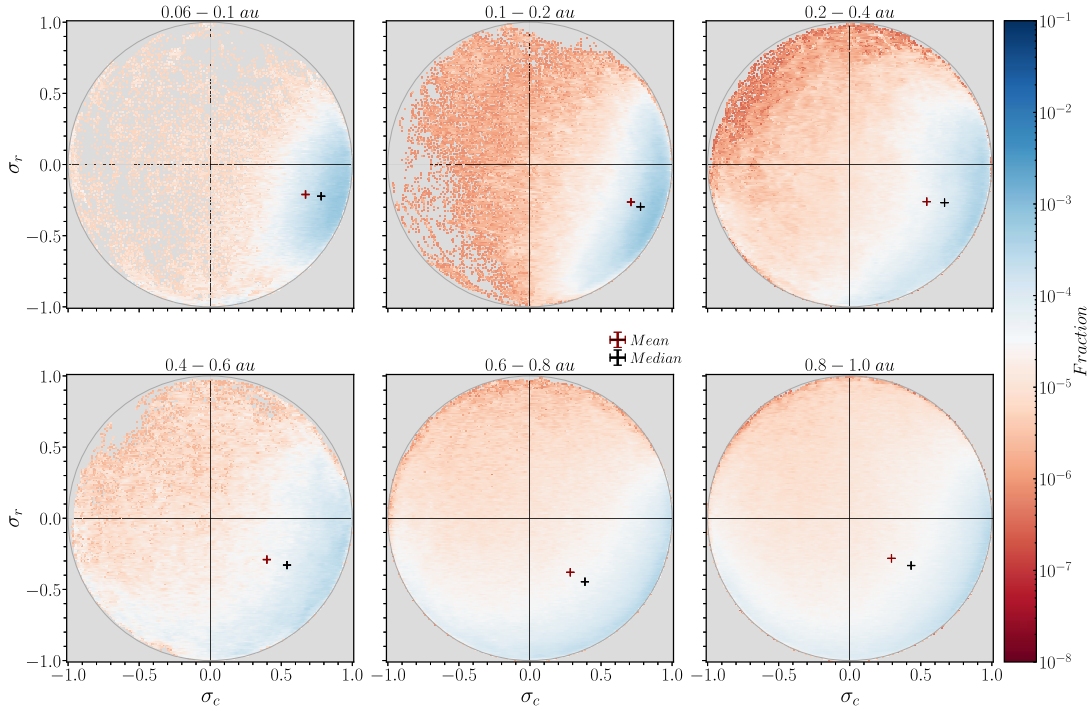 0.06 − 0.1 au
0.1 − 0.2 au
0.2 − 0.4 au
1.0
0.5
0.0
−0.5
−1.0
σr
10−1
10−2
10−3
10−4
10−5
10−6
10−7
10−8
Fraction
Mean
Median
0.4 − 0.6 au
0.6 − 0.8 au
0.8 − 1.0 au
1.0
0.5
0.0
−0.5
−1.0
σr
−1.0 −0.5 0.0 0.5 1.0
−1.0 −0.5 0.0 0.5 1.0
−1.0 −0.5 0.0 0.5 1.0
σc
σc
σc